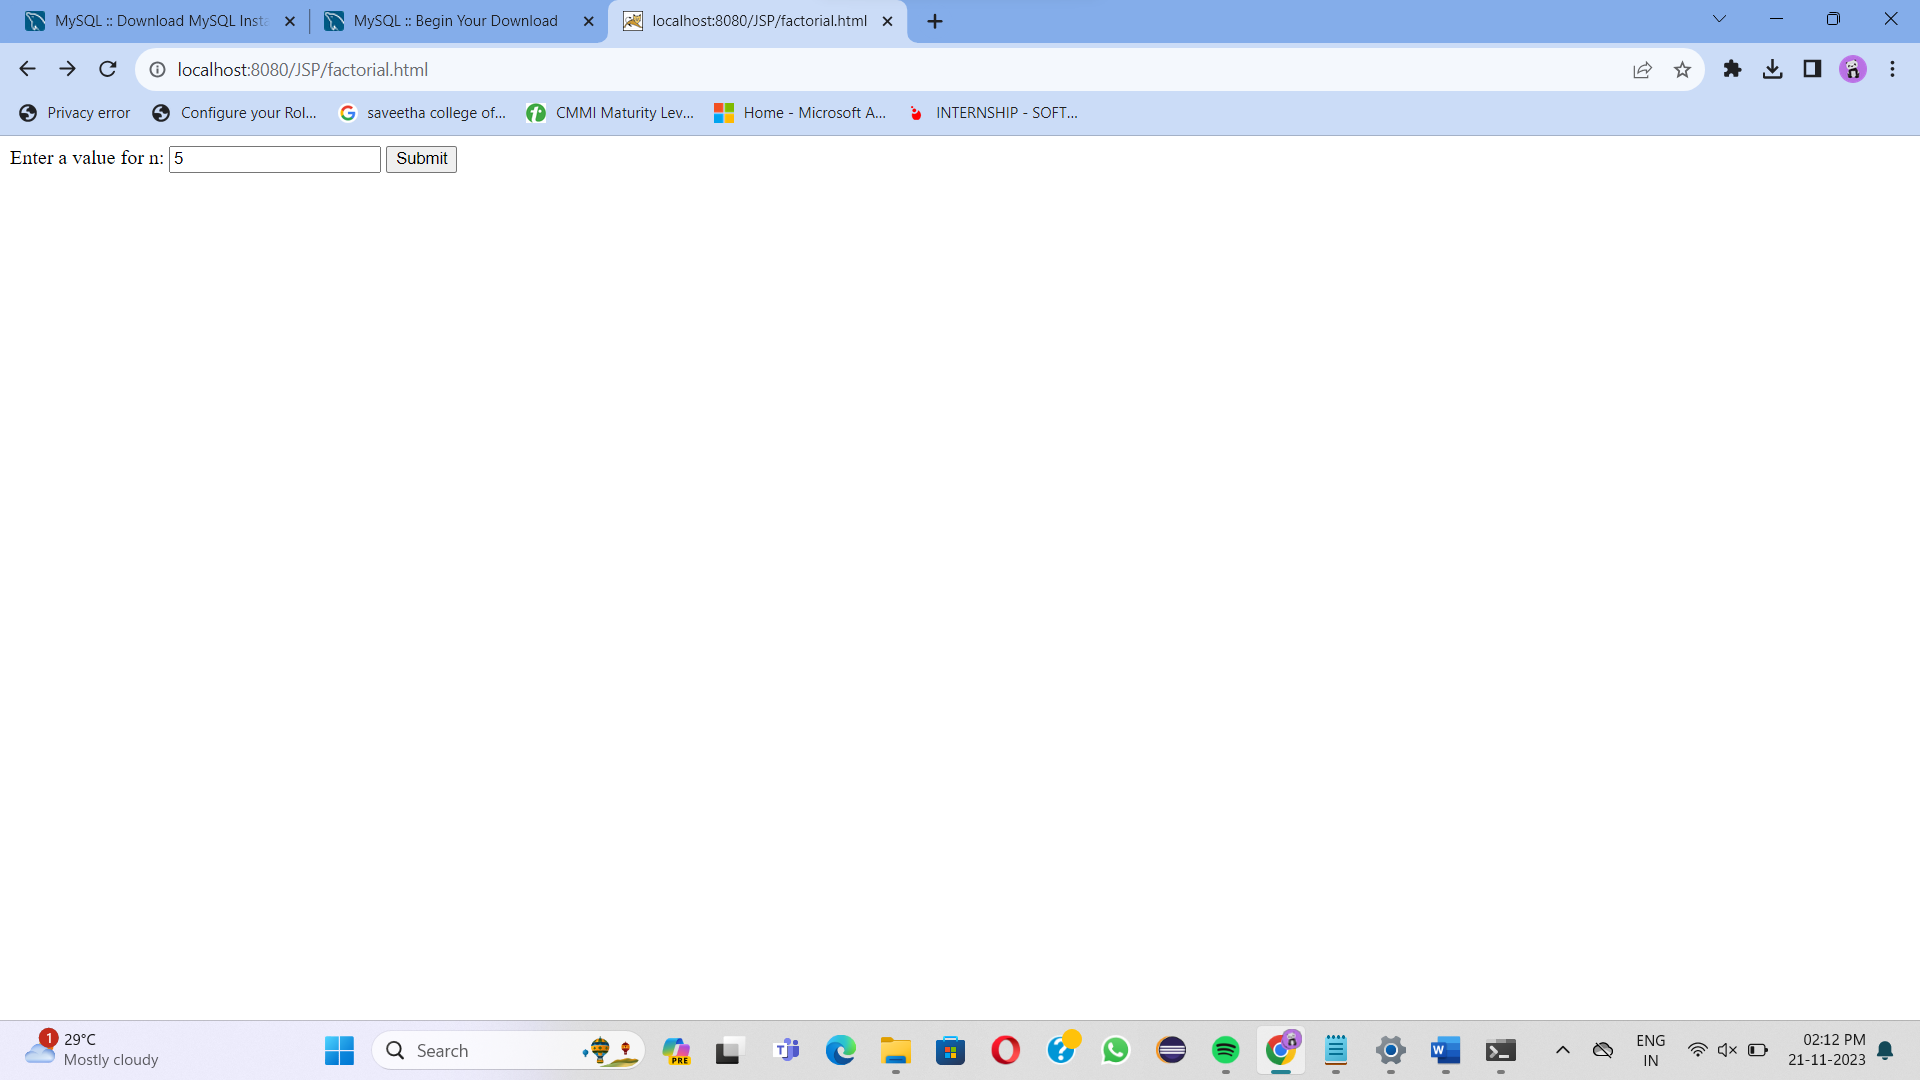 MySQL :: Download MySQL Insta
MySQL :: Begin Your Download
localhost:8080/JSP/factorial.html
localhost:8080/JSP/factorial.html
Privacy error
Configure your Rol...
saveetha college of...
CMMI Maturity Lev...
Home - Microsoft A...
INTERNSHIP - SOFT...
Enter a value for n: 5 Submit
1
29°C
Mostly cloudy
Search
PRE
ENG
IN
02:12 PM
21-11-2023